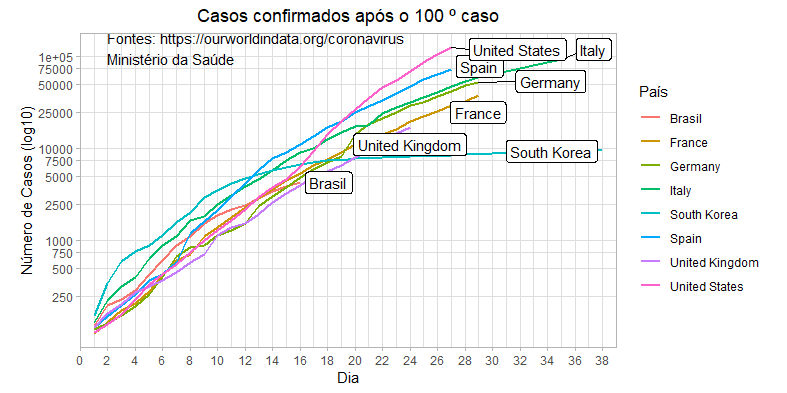 Casos confirmados após o 100 º caso
Fontes: https://ourworldindata.org/coronavirus
Ministério da Saúde
Número de Casos (log10)
1e+05
75000
50000
25000
10000
7500
5000
2500
1000
750
500
250
United States
Italy
Spain
Germany
France
United Kingdom
South Korea
Brasil
0 2 4 6 8 10 12 14 16 18 20 22 24 26 28 30 32 34 36 38
Dia
País
Brasil
France
Germany
Italy
South Korea
Spain
United Kingdom
United States